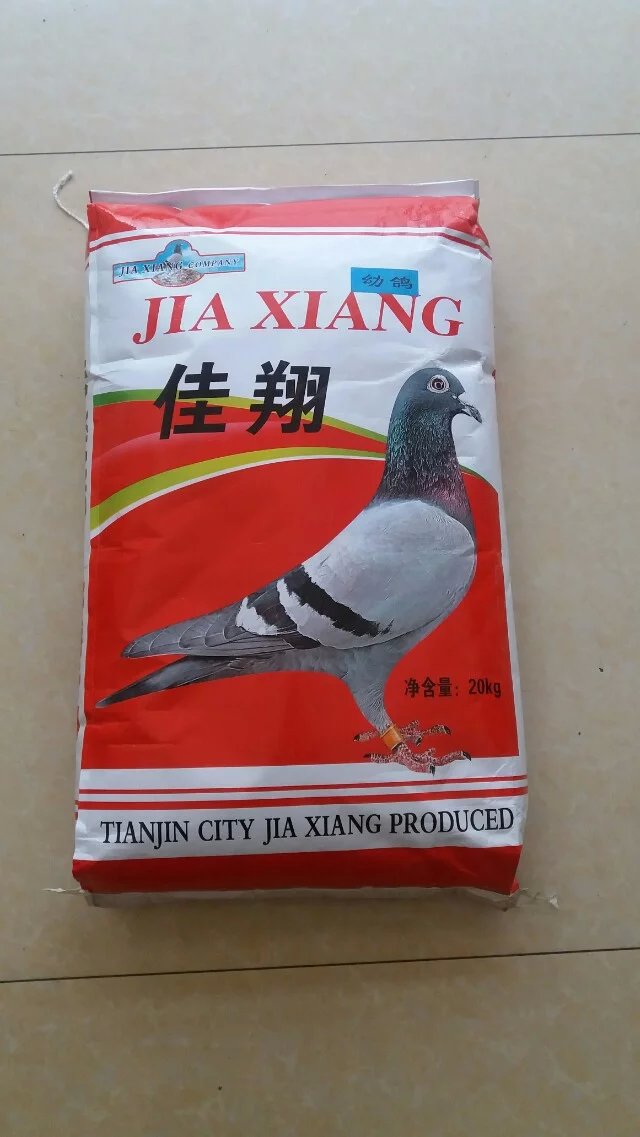 JIA XIANG COMPANY
幼鸽
JIA XIANG
佳翔
净含量：20kg
TIANJIN CITY JIA XIANG PRODUCED